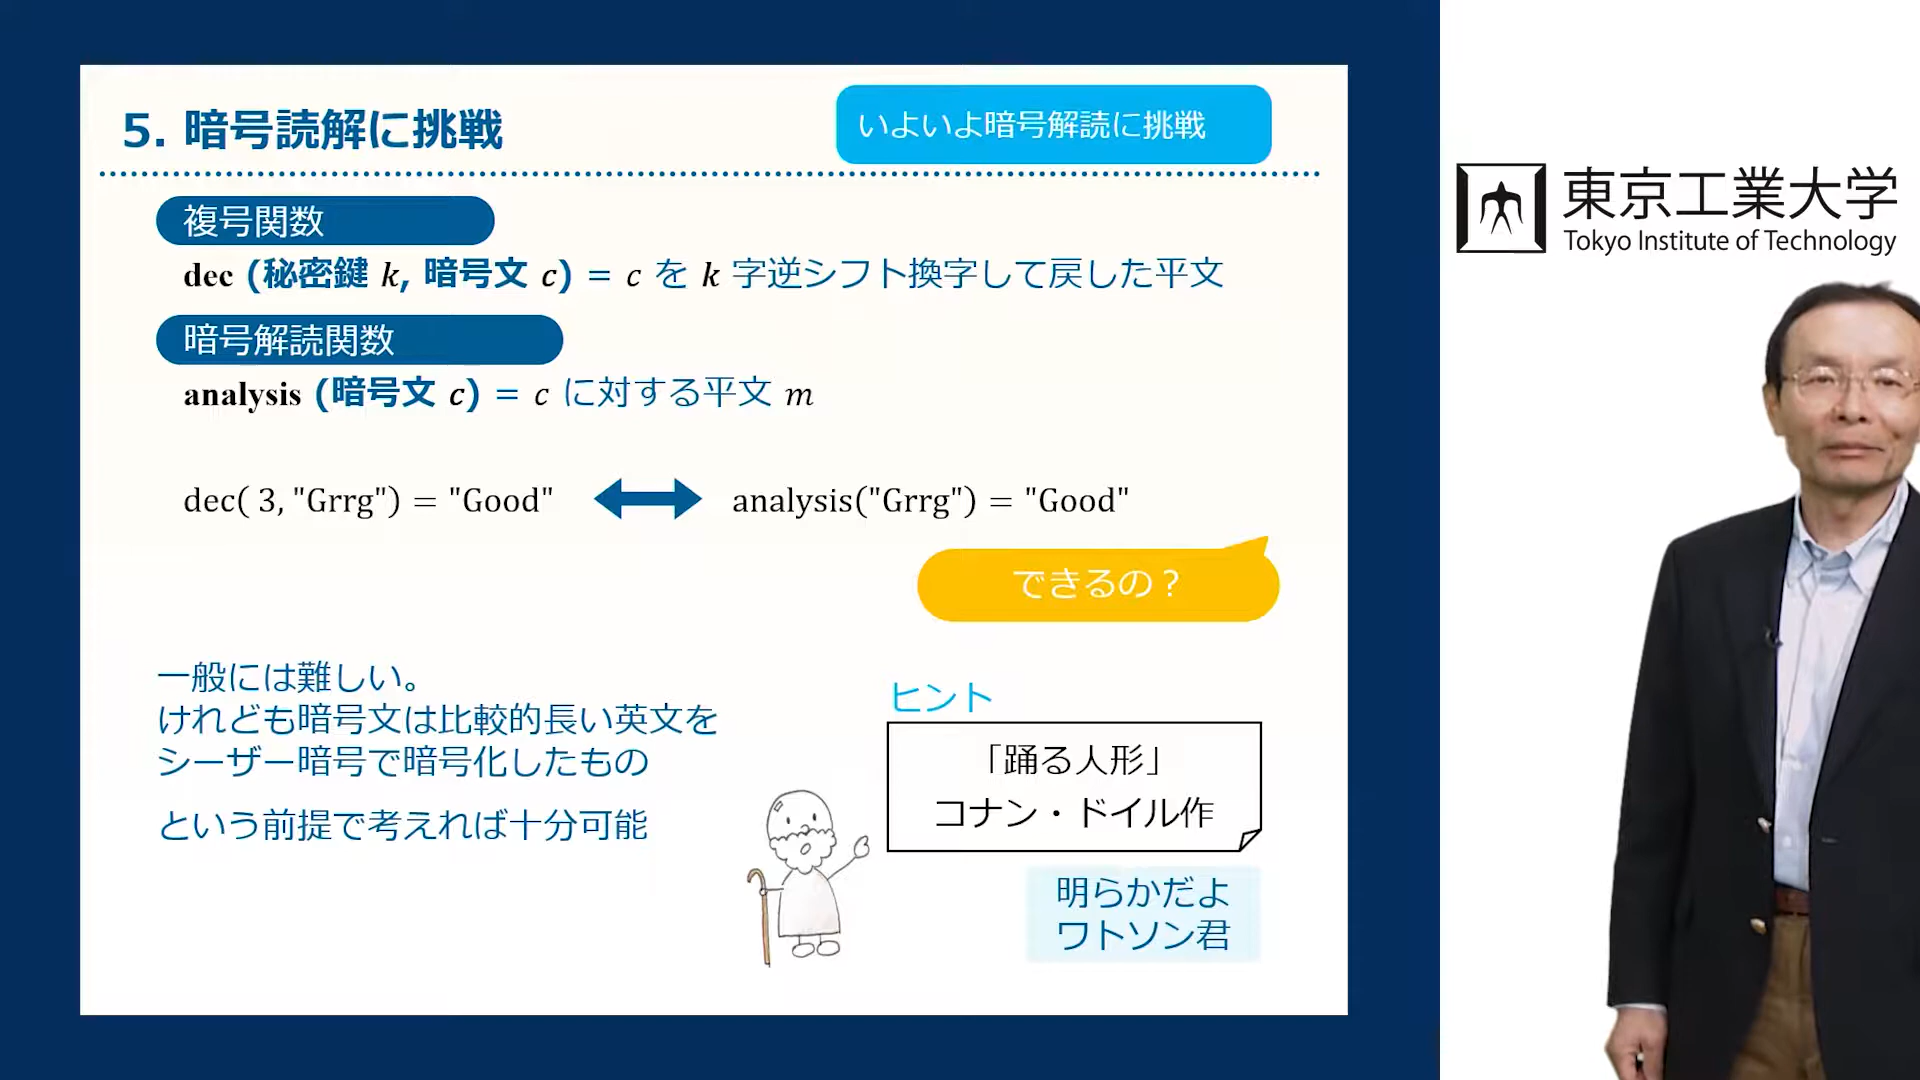 5. 暗号読解に挑戦
いよいよ暗号解読に挑戦
複号関数
dec (秘密鍵 k, 暗号文 c) = c を k 字逆シフト換字して戻した平文
暗号解読関数
analysis (暗号文 c) = c に対する平文 m
dec( 3, "Grrg") = "Good"
analysis("Grrg") = "Good"
できるの？
一般には難しい。
けれども暗号文は比較的長い英文を
シーザー暗号で暗号化したもの
という前提で考えれば十分可能
ヒント
「踊る人形」
コナン・ドイル作
明らかだよ
ワトソン君
東京工業大学
Tokyo Institute of Technology